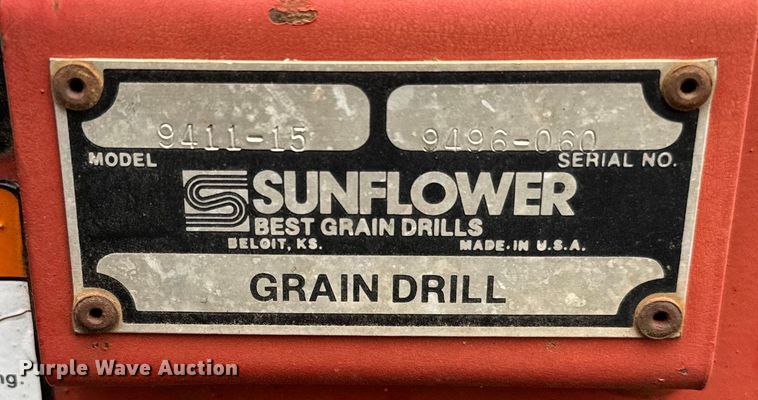 9411-15 9496-060
MODEL SERIAL NO.
SUNFLOWER
BEST GRAIN DRILLS
BELOIT, KS. MADE IN U.S.A.
GRAIN DRILL
Purple Wave Auction
ng.